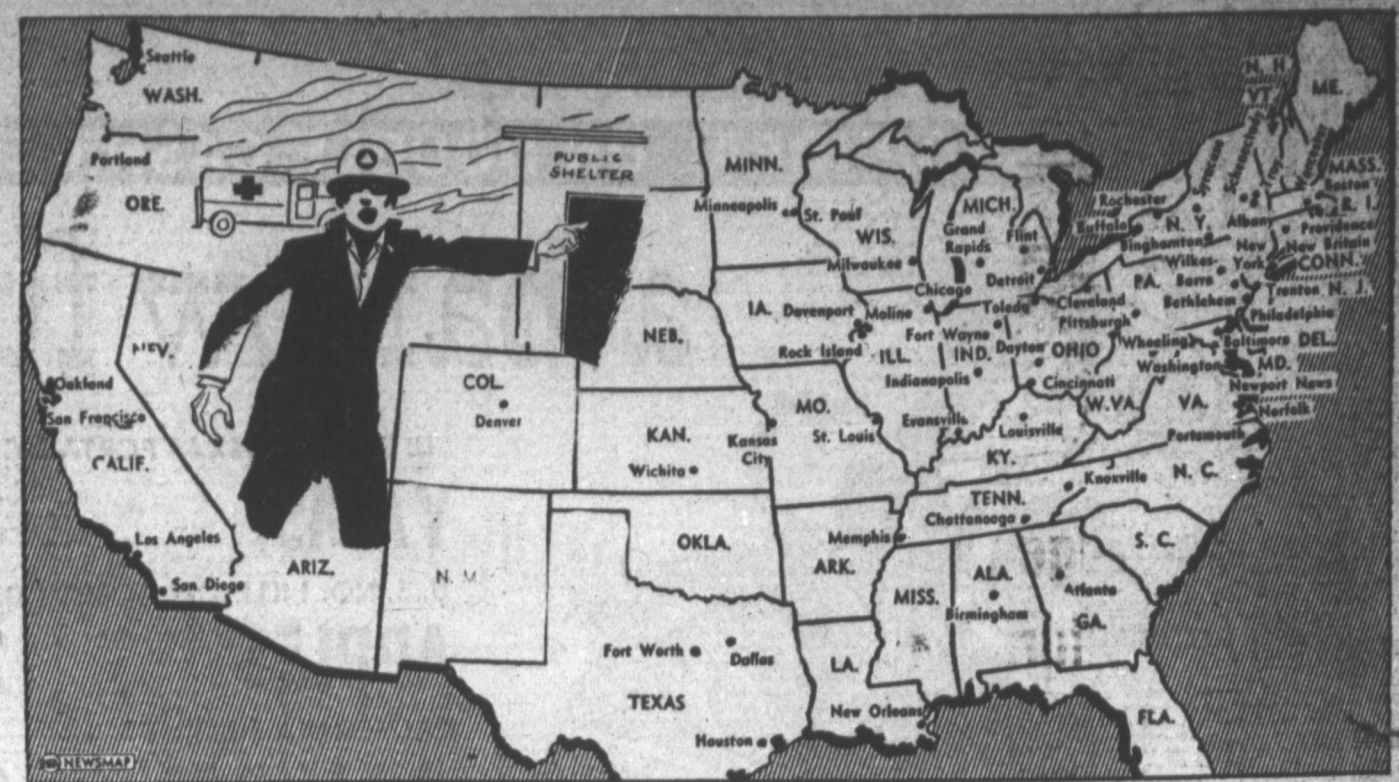 Seattle
WASH.
Portland
ORE.
NEV.
Oakland
San Francisco
CALIF.
Los Angeles
San Diego
ARIZ.
PUBLIC
SHELTER
COL.
Denver
N. M.
NEB.
KAN.
Wichita
OKLA.
Fort Worth
Dallas
TEXAS
Houston
MINN.
Minneapolis
St. Paul
WIS.
Milwaukee
IA.
Davenport
Moline
Rock Island
ILL.
Chicago
MO.
Kansas
City
St. Louis
ARK.
Memphis
LA.
New Orleans
MISS.
MICH.
Grand
Rapids
Flint
Detroit
Toledo
Fort Wayne
IND.
Dayton
OHIO
Indianapolis
Cincinnati
Evansville
Louisville
KY.
Cleveland
Pittsburgh
Wheeling
W.VA.
VA.
TENN.
Knoxville
Chattanooga
N. C.
S. C.
ALA.
Birmingham
Atlanta
GA.
FLA.
N. H.
VT.
ME.
MASS.
Boston
R. I.
Providence
New Britain
CONN.
Rochester
Buffalo
N. Y.
Syracuse
Schenectady
Troy
Albany
Binghamton
New
York
Wilkes-
Barre
PA.
Bethlehem
Trenton N. J.
Philadelphia
Baltimore
DEL.
Washington
MD.
Newport News
Norfolk
Portsmouth
NEWSMAP